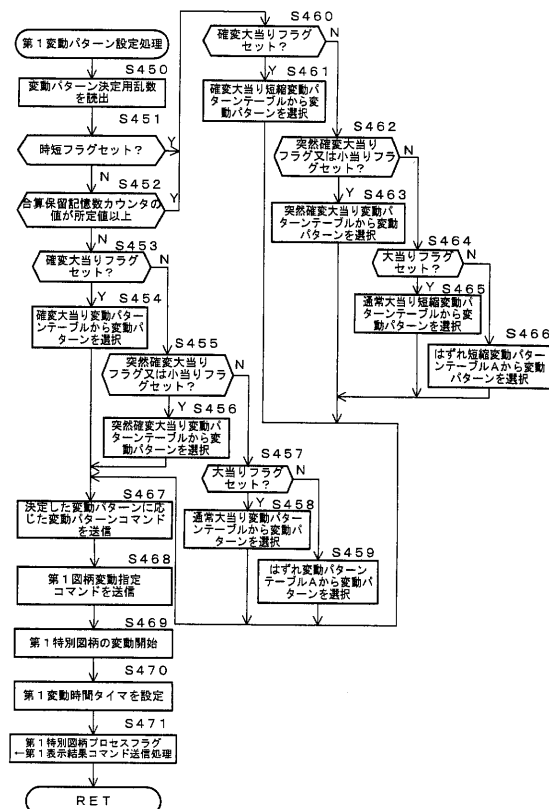 第1変動パターン設定処理
S450
変動パターン決定用乱数
を読出
S451
時短フラグセット?
Y
N
S452
合算保留記憶数カウンタの
値が所定値以上
Y
N
S453
確変大当りフラグ
セット?
N
Y
S454
確変大当り変動パター
ンテーブルから変動パ
ターンを選択
S455
突然確変大当り
フラグ又は小当りフラ
グセット?
N
Y
S456
突然確変大当り変動パ
ターンテーブルから変
動パターンを選択
S457
大当りフラグ
セット?
N
Y
S458
通常大当り変動パター
ンテーブルから変動パ
ターンを選択
S459
はずれ変動パターン
テーブルAから変動パ
ターンを選択
S460
確変大当りフラグ
セット?
N
Y
S461
確変大当り短縮変動パ
ターンテーブルから変
動パターンを選択
S462
突然確変大当り
フラグ又は小当りフラ
グセット?
N
Y
S463
突然確変大当り変動パ
ターンテーブルから変動
パターンを選択
S464
大当りフラグ
セット?
N
Y
S465
通常大当り短縮変動パ
ターンテーブルから変
動パターンを選択
S466
はずれ短縮変動パター
ンテーブルAから変動
パターンを選択
S467
決定した変動パターンに応
じた変動パターンコマンド
を送信
S468
第1図柄変動指定
コマンドを送信
S469
第1特別図柄の変動開始
S470
第1変動時間タイマを設定
S471
第1特別図柄プロセスフラグ
←第1表示結果コマンド送信処理
RET